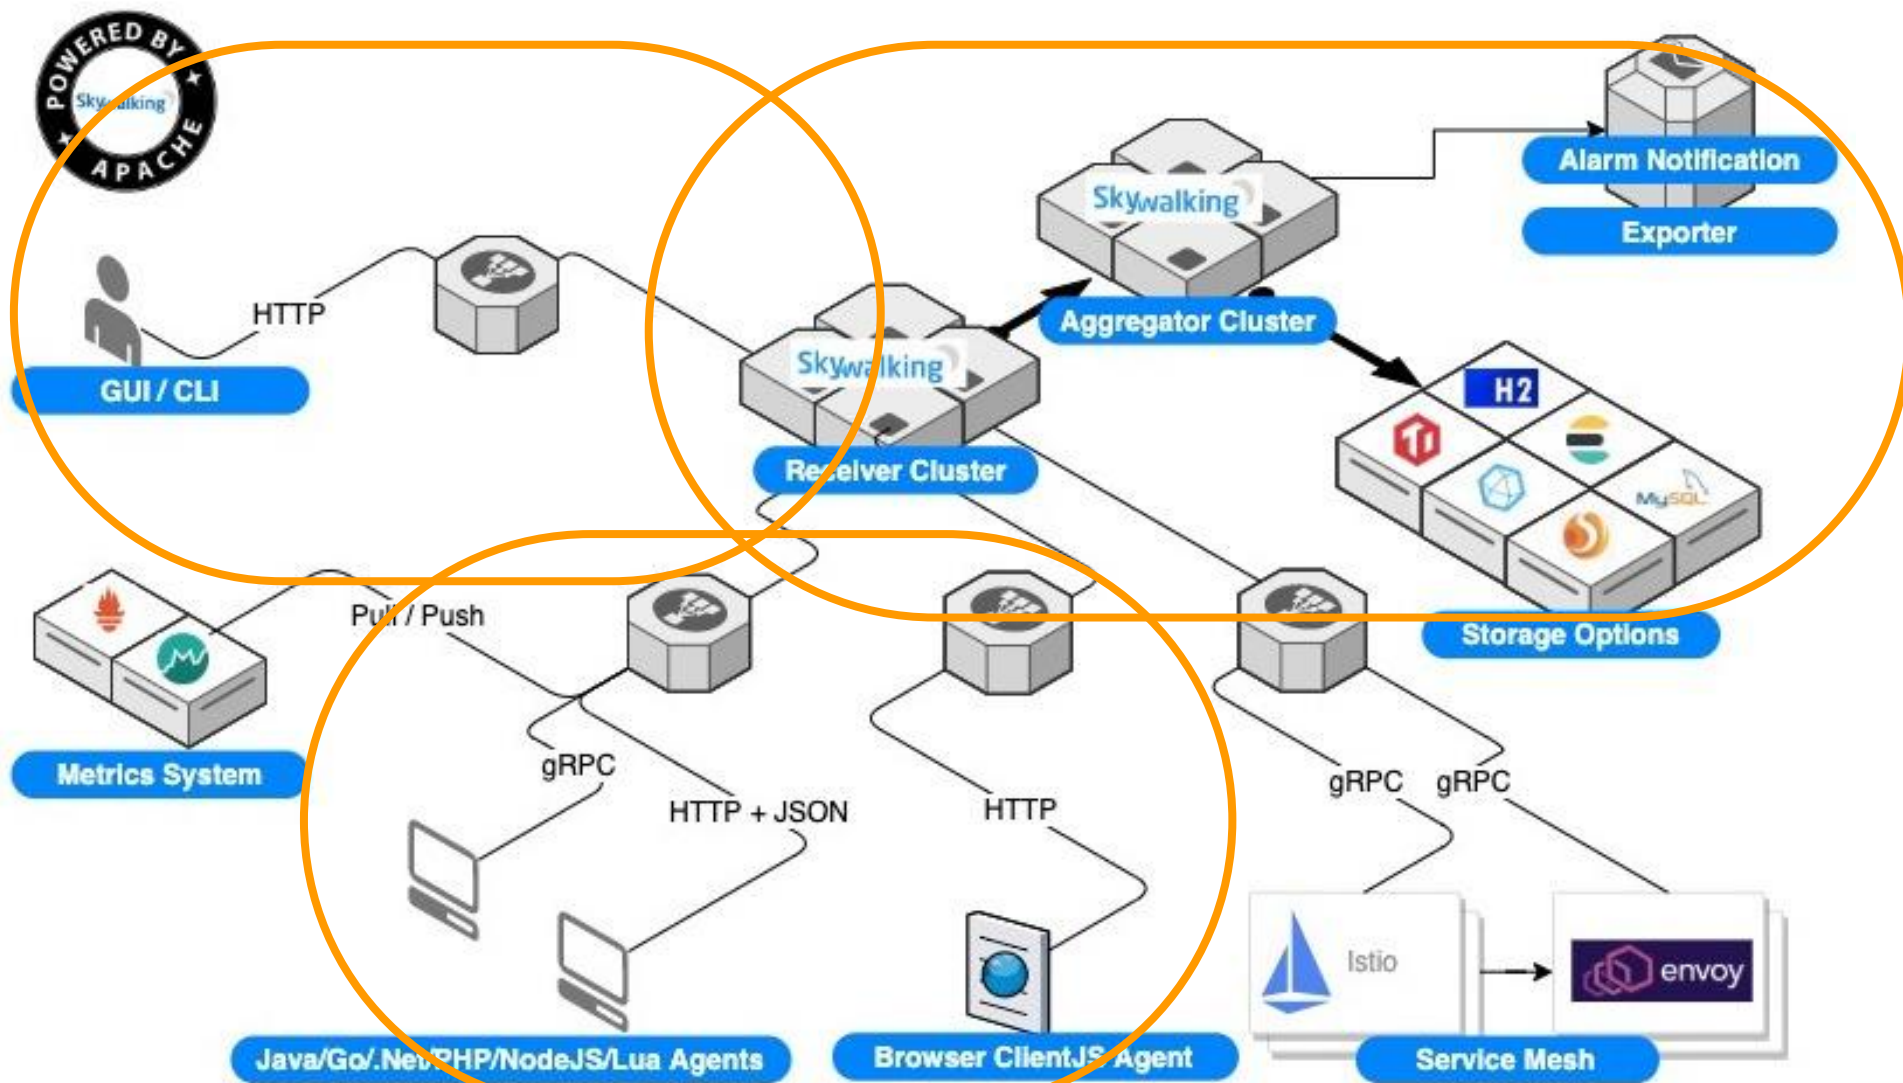 POWERED BY
Skywalking
APACHE
Alarm Notification
Exporter
Skywalking
Aggregator Cluster
HTTP
GUI / CLI
Skywalking
Receiver Cluster
H2
MySQL
Storage Options
Pull / Push
Metrics System
gRPC
HTTP + JSON
HTTP
gRPC
gRPC
Istio
envoy
Java/Go/.Net/PHP/NodeJS/Lua Agents
Browser ClientJS Agent
Service Mesh